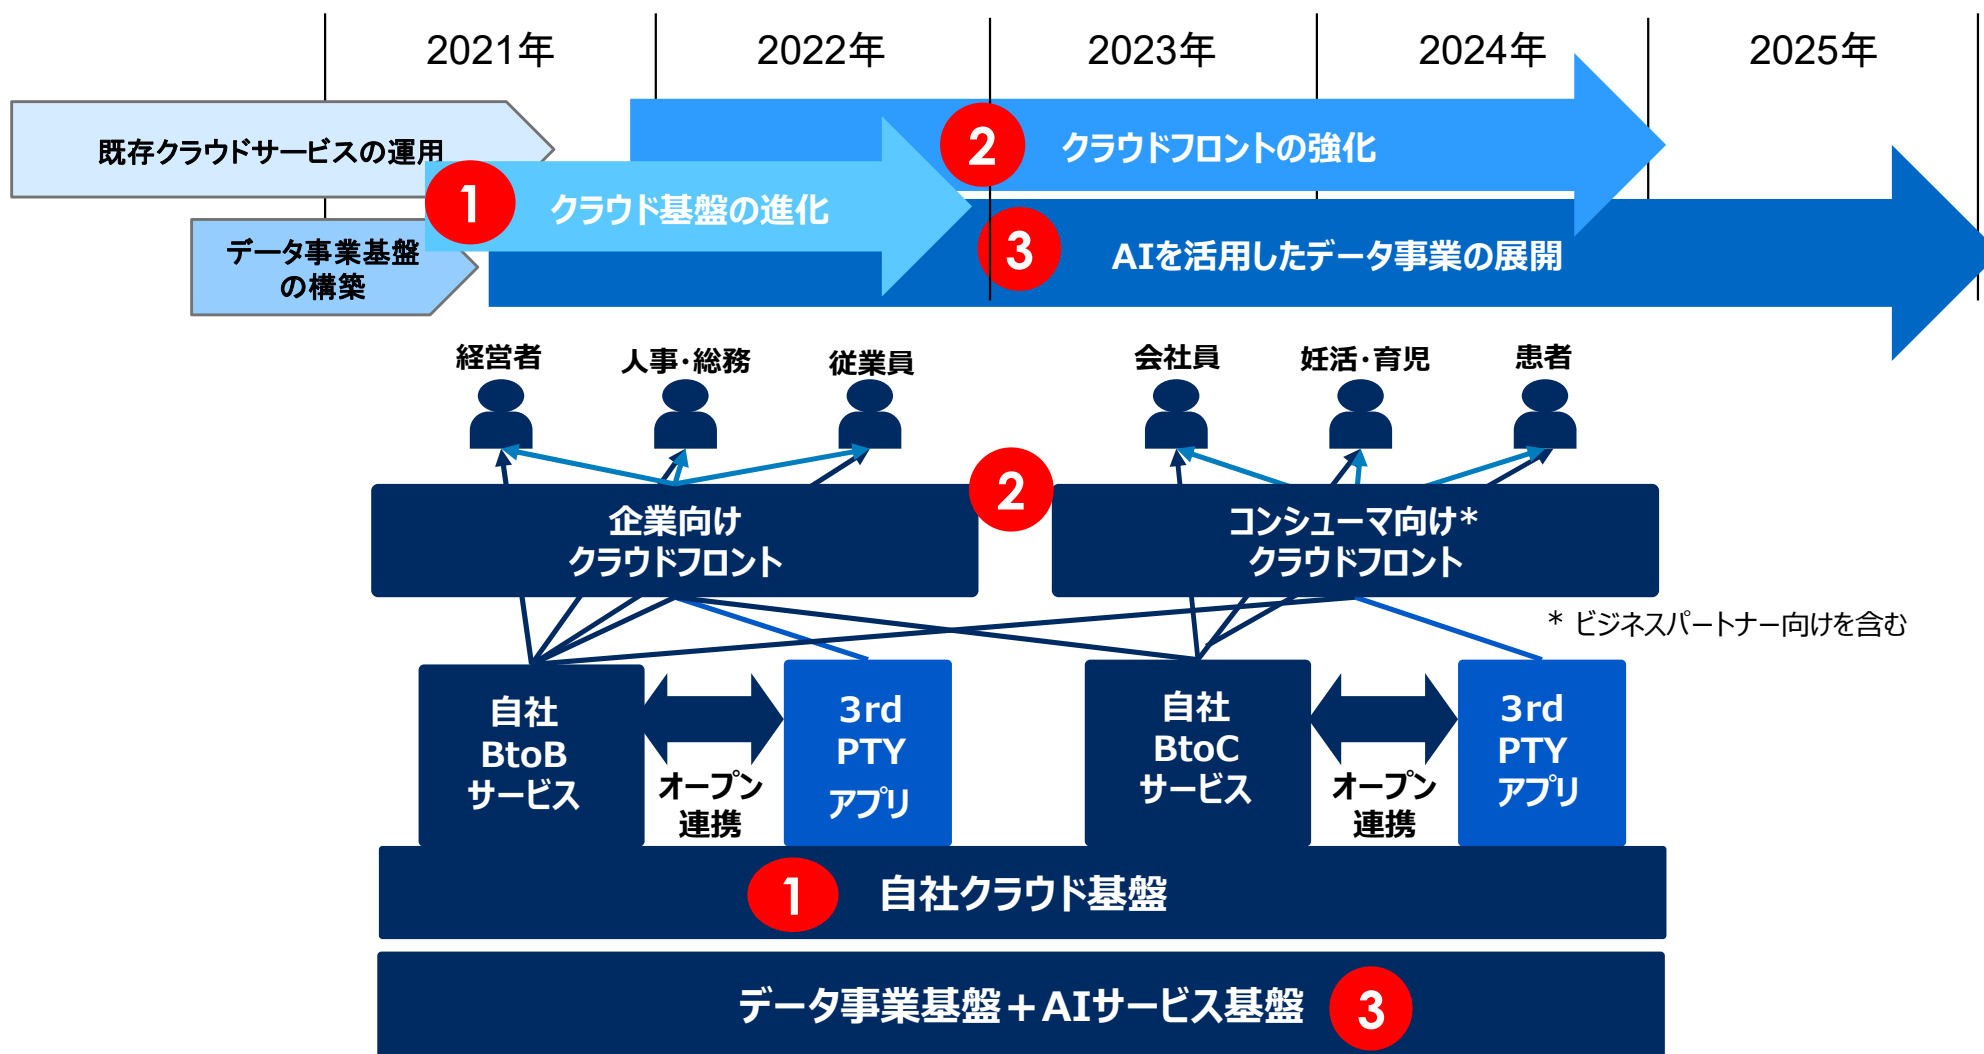 2021年 2022年 2023年 2024年 2025年
既存クラウドサービスの運用
2 クラウドフロントの強化
1 クラウド基盤の進化
データ事業基盤
の構築
3 AIを活用したデータ事業の展開
経営者 人事・総務 従業員 会社員 妊活・育児 患者
企業向け
クラウドフロント
2
コンシューマ向け*
クラウドフロント
* ビジネスパートナー向けを含む
自社
BtoB
サービス
オープン
連携
3rd
PTY
アプリ
自社
BtoC
サービス
オープン
連携
3rd
PTY
アプリ
1 自社クラウド基盤
データ事業基盤＋AIサービス基盤 3